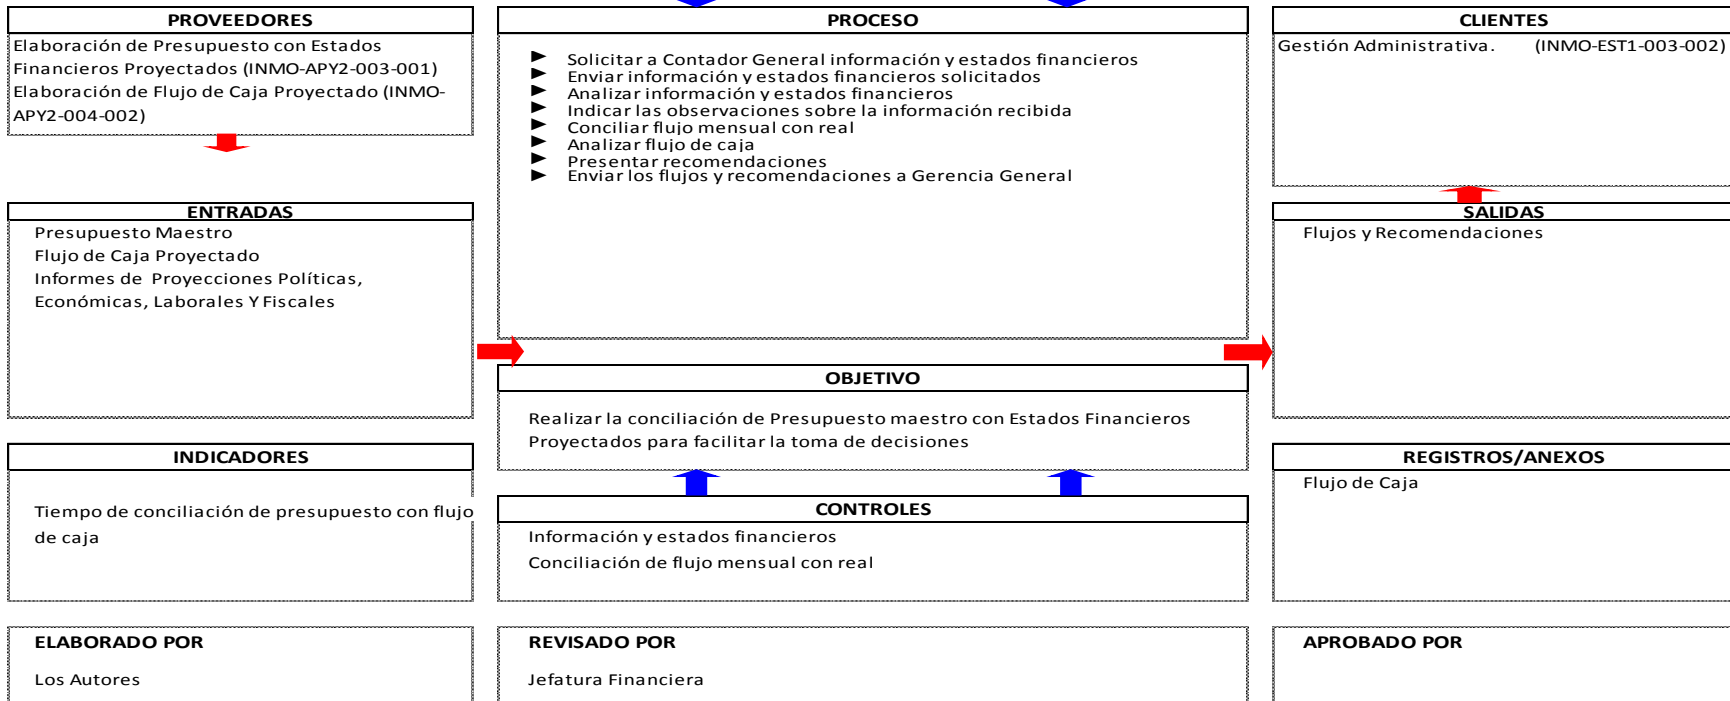 PROVEEDORES
Elaboración de Presupuesto con Estados
Financieros Proyectados (INMO-APY2-003-001)
Elaboración de Flujo de Caja Proyectado (INMO-
APY2-004-002)
PROCESO
► Solicitar a Contador General información y estados financieros
► Enviar información y estados financieros solicitados
► Analizar información y estados financieros
► Indicar las observaciones sobre la información recibida
► Conciliar flujo mensual con real
► Analizar flujo de caja
► Presentar recomendaciones
► Enviar los flujos y recomendaciones a Gerencia General
CLIENTES
Gestión Administrativa. (INMO-EST1-003-002)
ENTRADAS
Presupuesto Maestro
Flujo de Caja Proyectado
Informes de Proyecciones Políticas,
Económicas, Laborales Y Fiscales
SALIDAS
Flujos y Recomendaciones
OBJETIVO
Realizar la conciliación de Presupuesto maestro con Estados Financieros
Proyectados para facilitar la toma de decisiones
INDICADORES
Tiempo de conciliación de presupuesto con flujo
de caja
CONTROLES
Información y estados financieros
Conciliación de flujo mensual con real
REGISTROS/ANEXOS
Flujo de Caja
ELABORADO POR
Los Autores
REVISADO POR
Jefatura Financiera
APROBADO POR